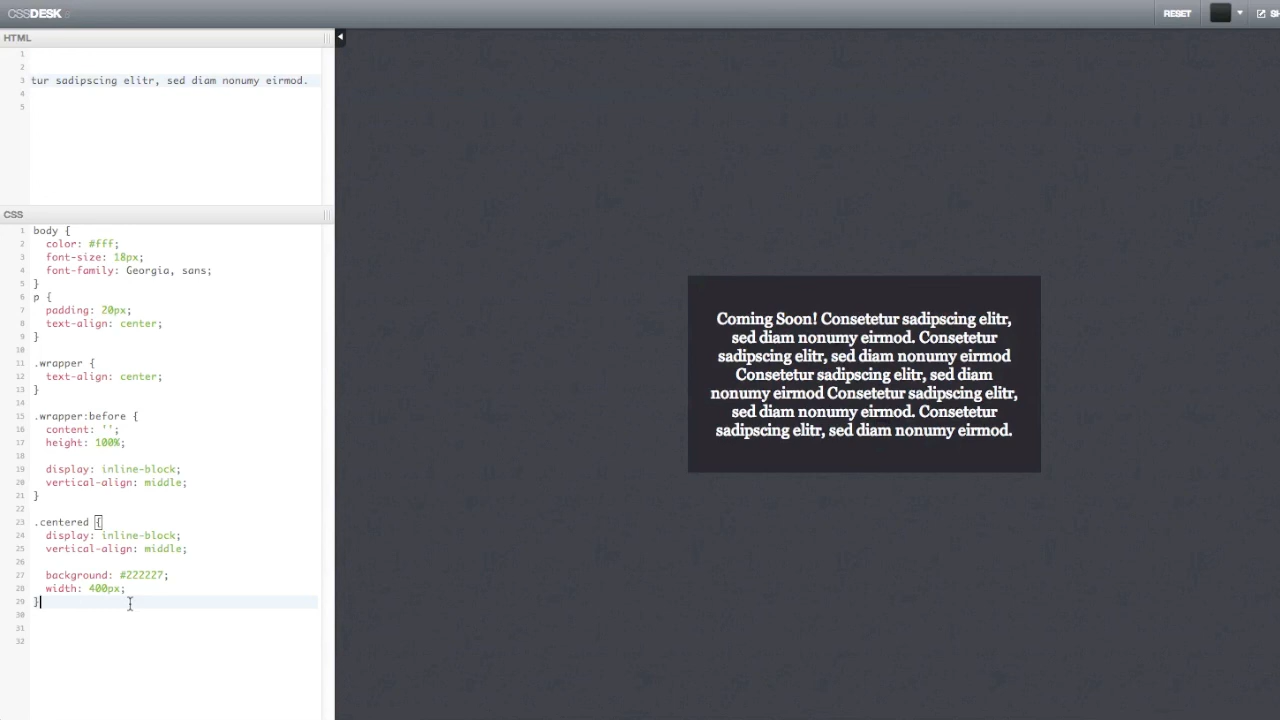 CSSDESK
RESET
HTML
1
2
3 tur sadipscing elitr, sed diam nonumy eirmod.
4
5
CSS
1 body {
2 color: #fff;
3 font-size: 18px;
4 font-family: Georgia, sans;
5 }
6 p {
7 padding: 20px;
8 text-align: center;
9 }
10
11 .wrapper {
12 text-align: center;
13 }
14
15 .wrapper:before {
16 content: '';
17 height: 100%;
18
19 display: inline-block;
20 vertical-align: middle;
21 }
22
23 .centered {
24 display: inline-block;
25 vertical-align: middle;
26
27 background: #222227;
28 width: 400px;
29 }
30
31
32
Coming Soon! Consetetur sadipscing elitr,
sed diam nonumy eirmod. Consetetur
sadipscing elitr, sed diam nonumy eirmod
Consetetur sadipscing elitr, sed diam
nonumy eirmod Consetetur sadipscing elitr,
sed diam nonumy eirmod. Consetetur
sadipscing elitr, sed diam nonumy eirmod.